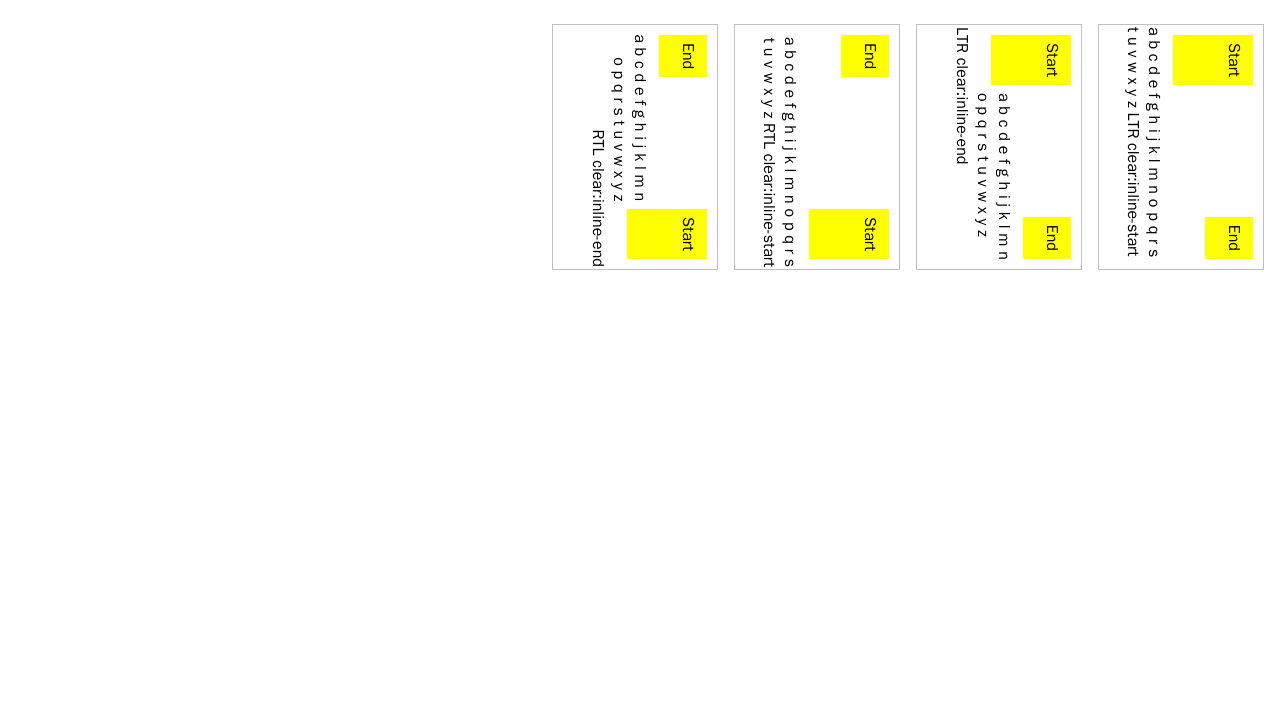 Start
End
a b c d e f g h i j k l m n o p q r s
t u v w x y z LTR clear:inline-start
Start
End
a b c d e f g h i j k l m n
o p q r s t u v w x y z
LTR clear:inline-end
End
Start
a b c d e f g h i j k l m n o p q r s
t u v w x y z RTL clear:inline-start
End
Start
a b c d e f g h i j k l m n
o p q r s t u v w x y z
RTL clear:inline-end